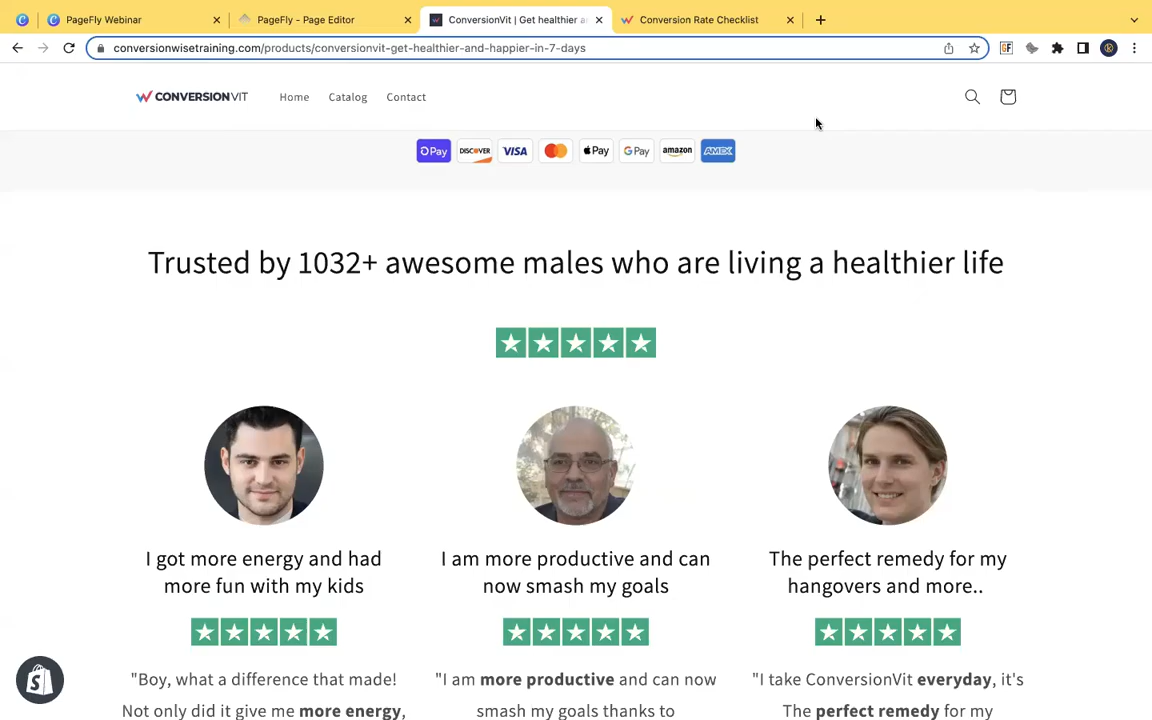 PageFly Webinar
PageFly - Page Editor
ConversionVit | Get healthier a
Conversion Rate Checklist
conversionwisetraining.com/products/conversionvit-get-healthier-and-happier-in-7-days
GF
CONVERSIONVIT
Home
Catalog
Contact
Pay
DISCOVER
VISA
Pay
G Pay
amazon
AMEX
Trusted by 1032+ awesome males who are living a healthier life
I got more energy and had
more fun with my kids
"Boy, what a difference that made!
Not only did it give me more energy,
I am more productive and can
now smash my goals
"I am more productive and can now
smash my goals thanks to
The perfect remedy for my
hangovers and more..
"I take ConversionVit everyday, it's
The perfect remedy for my